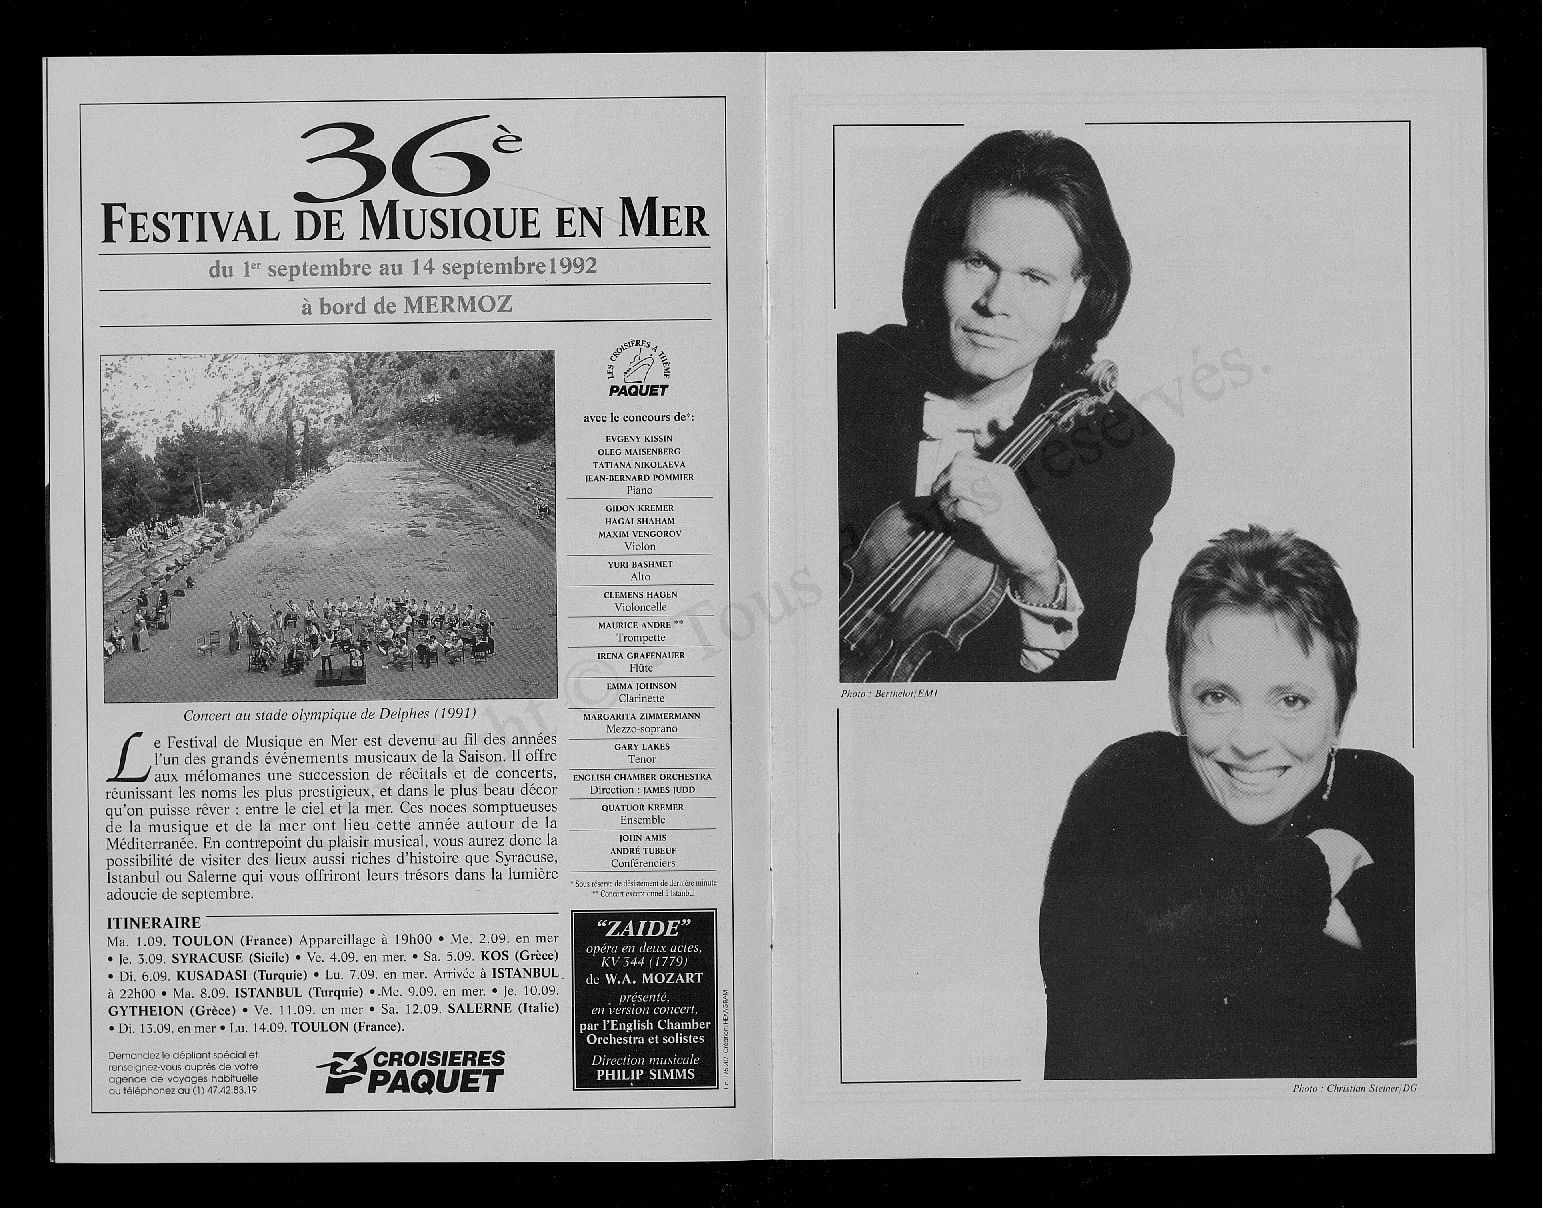 36è
FESTIVAL DE MUSIQUE EN MER
du 1er septembre au 14 septembre1992
à bord de MERMOZ
LES CROISIÈRES A THÈME
PAQUET
avec le concours de*:
EVGENY KISSIN
OLEG MAISENBERG
TATIANA NIKOLAEVA
JEAN-BERNARD POMMIER
Piano
GIDON KREMER
HAGAI SHAHAM
MAXIM VENGOROV
Violon
YURI BASHMET
Alto
CLEMENS HAGEN
Violoncelle
MAURICE ANDRE **
Trompette
IRENA GRAFENAUER
Flûte
EMMA JOHNSON
Clarinette
MARGARITA ZIMMERMANN
Mezzo-soprano
GARY LAKES
Tenor
ENGLISH CHAMBER ORCHESTRA
Direction : JAMES JUDD
QUATUOR KREMER
Ensemble
JOHN AMIS
ANDRÉ TUBEUF
Conférenciers
* Sous réserve de désistement de dernière minute
** Concert exceptionnel à Istanbul
Concert au stade olympique de Delphes (1991)
Le Festival de Musique en Mer est devenu au fil des années
l'un des grands événements musicaux de la Saison. Il offre
aux mélomanes une succession de récitals et de concerts,
réunissant les noms les plus prestigieux, et dans le plus beau décor
qu'on puisse rêver : entre le ciel et la mer. Ces noces somptueuses
de la musique et de la mer ont lieu cette année autour de la
Méditerranée. En contrepoint du plaisir musical, vous aurez donc la
possibilité de visiter des lieux aussi riches d'histoire que Syracuse,
Istanbul ou Salerne qui vous offriront leurs trésors dans la lumière
adoucie de septembre.
ITINERAIRE
Ma. 1.09. TOULON (France) Appareillage à 19h00 • Me. 2.09. en mer
• Je. 3.09. SYRACUSE (Sicile) • Ve. 4.09. en mer. • Sa. 5.09. KOS (Grèce)
• Di. 6.09. KUSADASI (Turquie) • Lu. 7.09. en mer. Arrivée à ISTANBUL
à 22h00 • Ma. 8.09. ISTANBUL (Turquie) • Me. 9.09. en mer. • Je. 10.09.
GYTHEION (Grèce) • Ve. 11.09. en mer • Sa. 12.09. SALERNE (Italie)
• Di. 13.09. en mer • Lu. 14.09. TOULON (France).
Demandez le dépliant spécial et
renseignez-vous auprès de votre
agence de voyages habituelle
ou téléphonez au (1) 47.42.83.19
CROISIERES
PAQUET
"ZAIDE"
opéra en deux actes,
KV 344 (1779)
de W.A. MOZART
présenté,
en version concert,
par l'English Chamber
Orchestra et solistes
Direction musicale
PHILIP SIMMS
Création HEXAGRAM
Photo : Berthelot/EMI
Photo : Christian Steiner/DG
© Tous réservés.